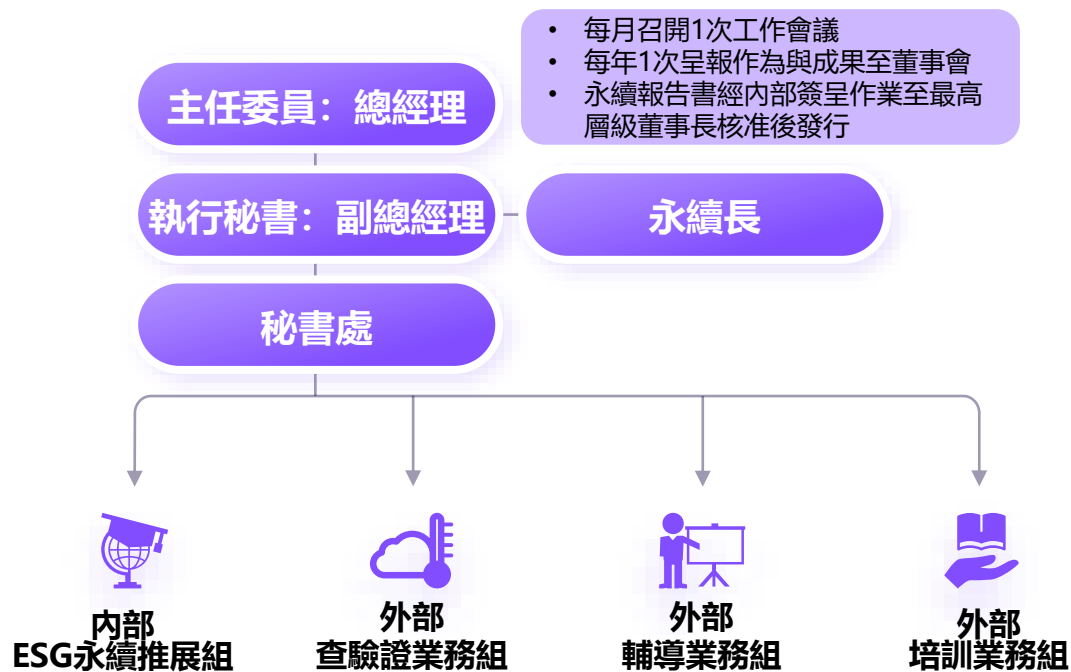 • 每月召開1次工作會議
• 每年1次呈報作為與成果至董事會
• 永續報告書經內部簽呈作業至最高
層級董事長核准後發行
主任委員：總經理
執行秘書：副總經理
永續長
秘書處
內部
ESG永續推展組
外部
查驗證業務組
外部
輔導業務組
外部
培訓業務組